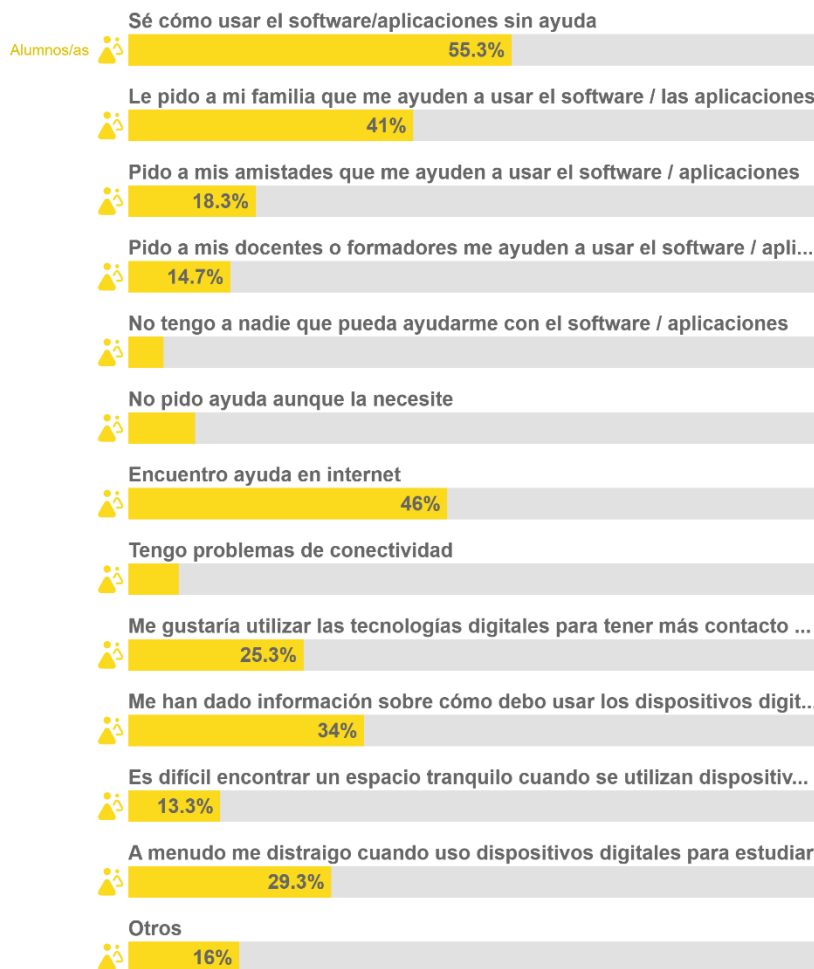 Sé cómo usar el software/aplicaciones sin ayuda
Alumnos/as
55.3%
Le pido a mi familia que me ayuden a usar el software / las aplicaciones
41%
Pido a mis amistades que me ayuden a usar el software / aplicaciones
18.3%
Pido a mis docentes o formadores me ayuden a usar el software / apli...
14.7%
No tengo a nadie que pueda ayudarme con el software / aplicaciones
No pido ayuda aunque la necesite
Encuentro ayuda en internet
46%
Tengo problemas de conectividad
Me gustaría utilizar las tecnologías digitales para tener más contacto ...
25.3%
Me han dado información sobre cómo debo usar los dispositivos digit...
34%
Es difícil encontrar un espacio tranquilo cuando se utilizan dispositiv...
13.3%
A menudo me distraigo cuando uso dispositivos digitales para estudiar
29.3%
Otros
16%